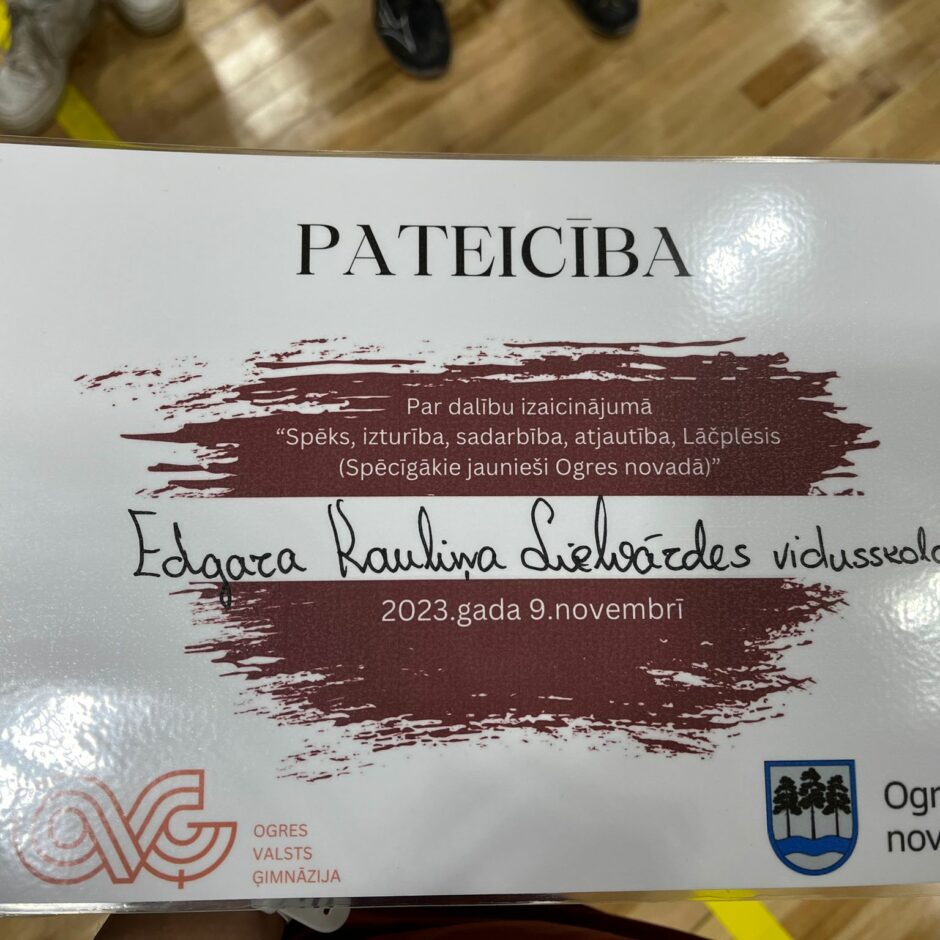 PATEICĪBA
Par dalību izaicinājumā
“Spēks, izturība, sadarbība, atjautība, Lāčplēsis
(Spēcīgākie jaunieši Ogres novadā)”
Edgara Kauliņa Lielvārdes
2023.gada 9.novembrī
OVĢ
OGRES
VALSTS
ĢIMNĀZIJA